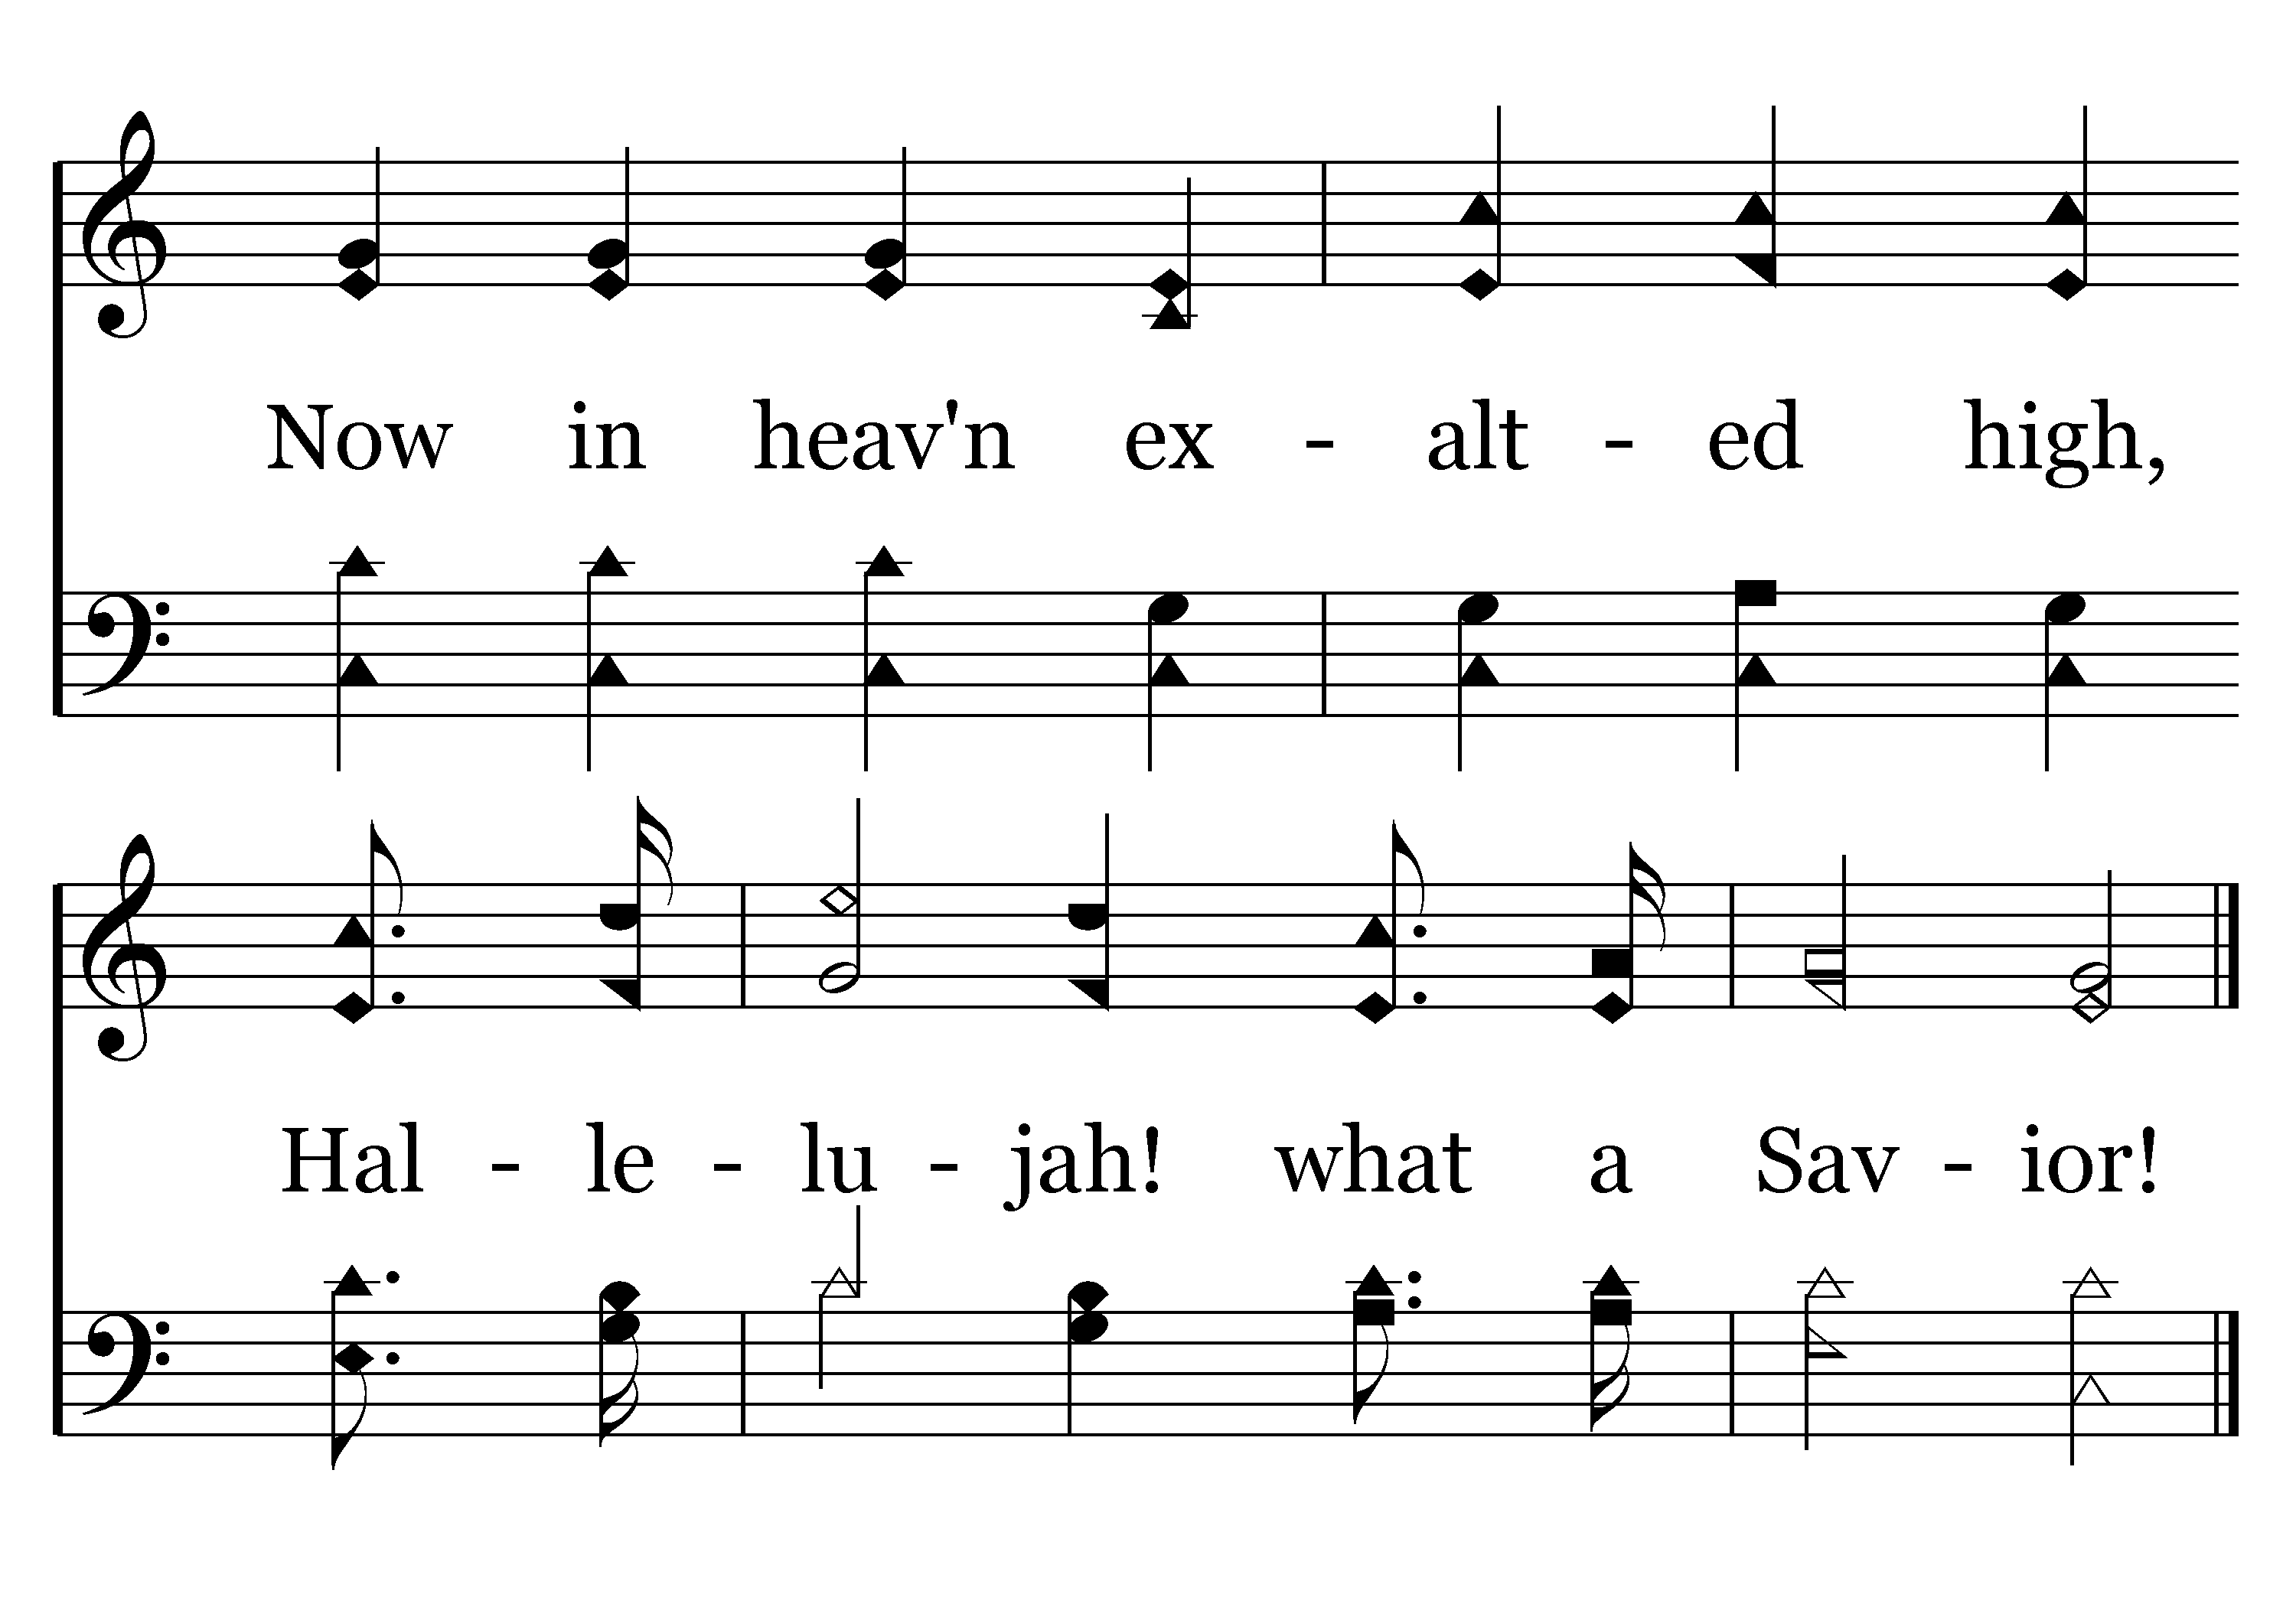 Now in heav'n ex - alt - ed high,
Hal - le - lu - jah! what a Sav - ior!